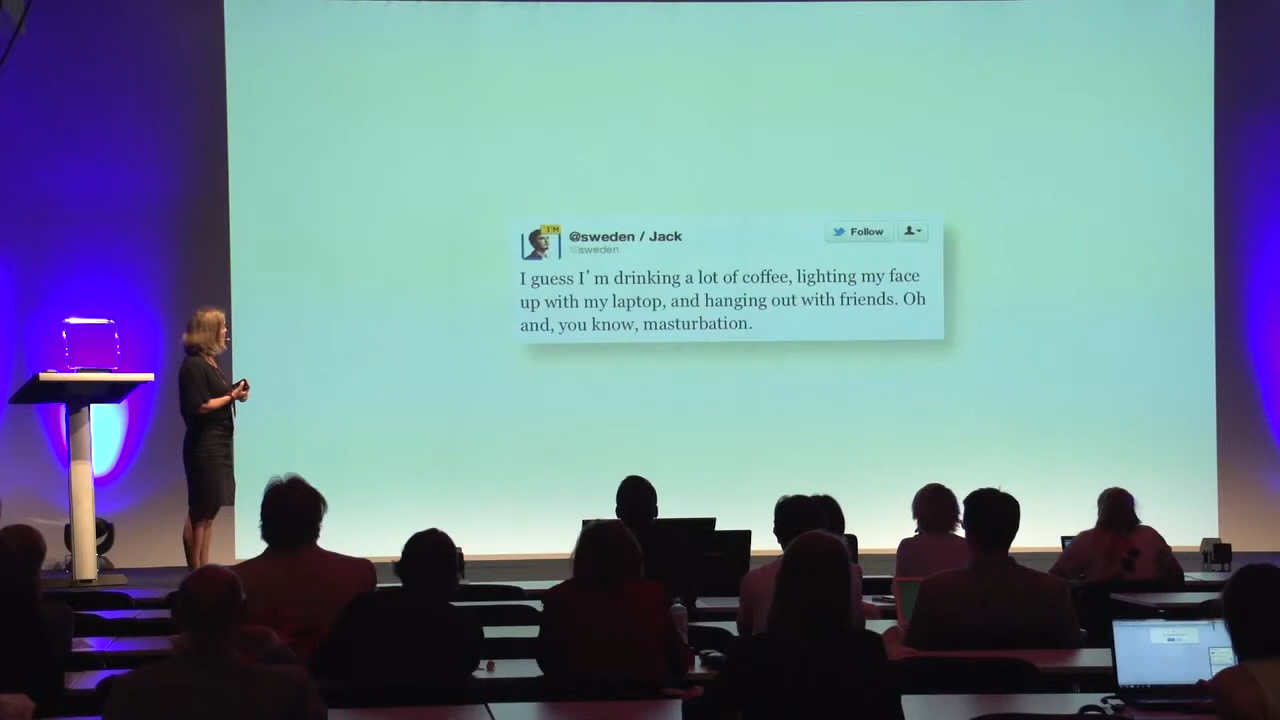 I'M
@sweden / Jack
Follow
@sweden
I guess I'm drinking a lot of coffee, lighting my face
up with my laptop, and hanging out with friends. Oh
and, you know, masturbation.